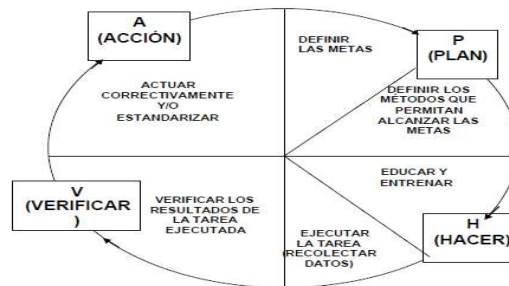 A
(ACCIÓN)
DEFINIR
LAS METAS
P
(PLAN)
ACTUAR
CORRECTIVAMENTE
Y/O
ESTANDARIZAR
DEFINIR LOS
MÉTODOS QUE
PERMITAN
ALCANZAR LAS
METAS
V
(VERIFICAR
)
VERIFICAR LOS
RESULTADOS DE
LA TAREA
EJECUTADA
EDUCAR Y
ENTRENAR
EJECUTAR
LA TAREA
(RECOLECTAR
DATOS)
H
(HACER)